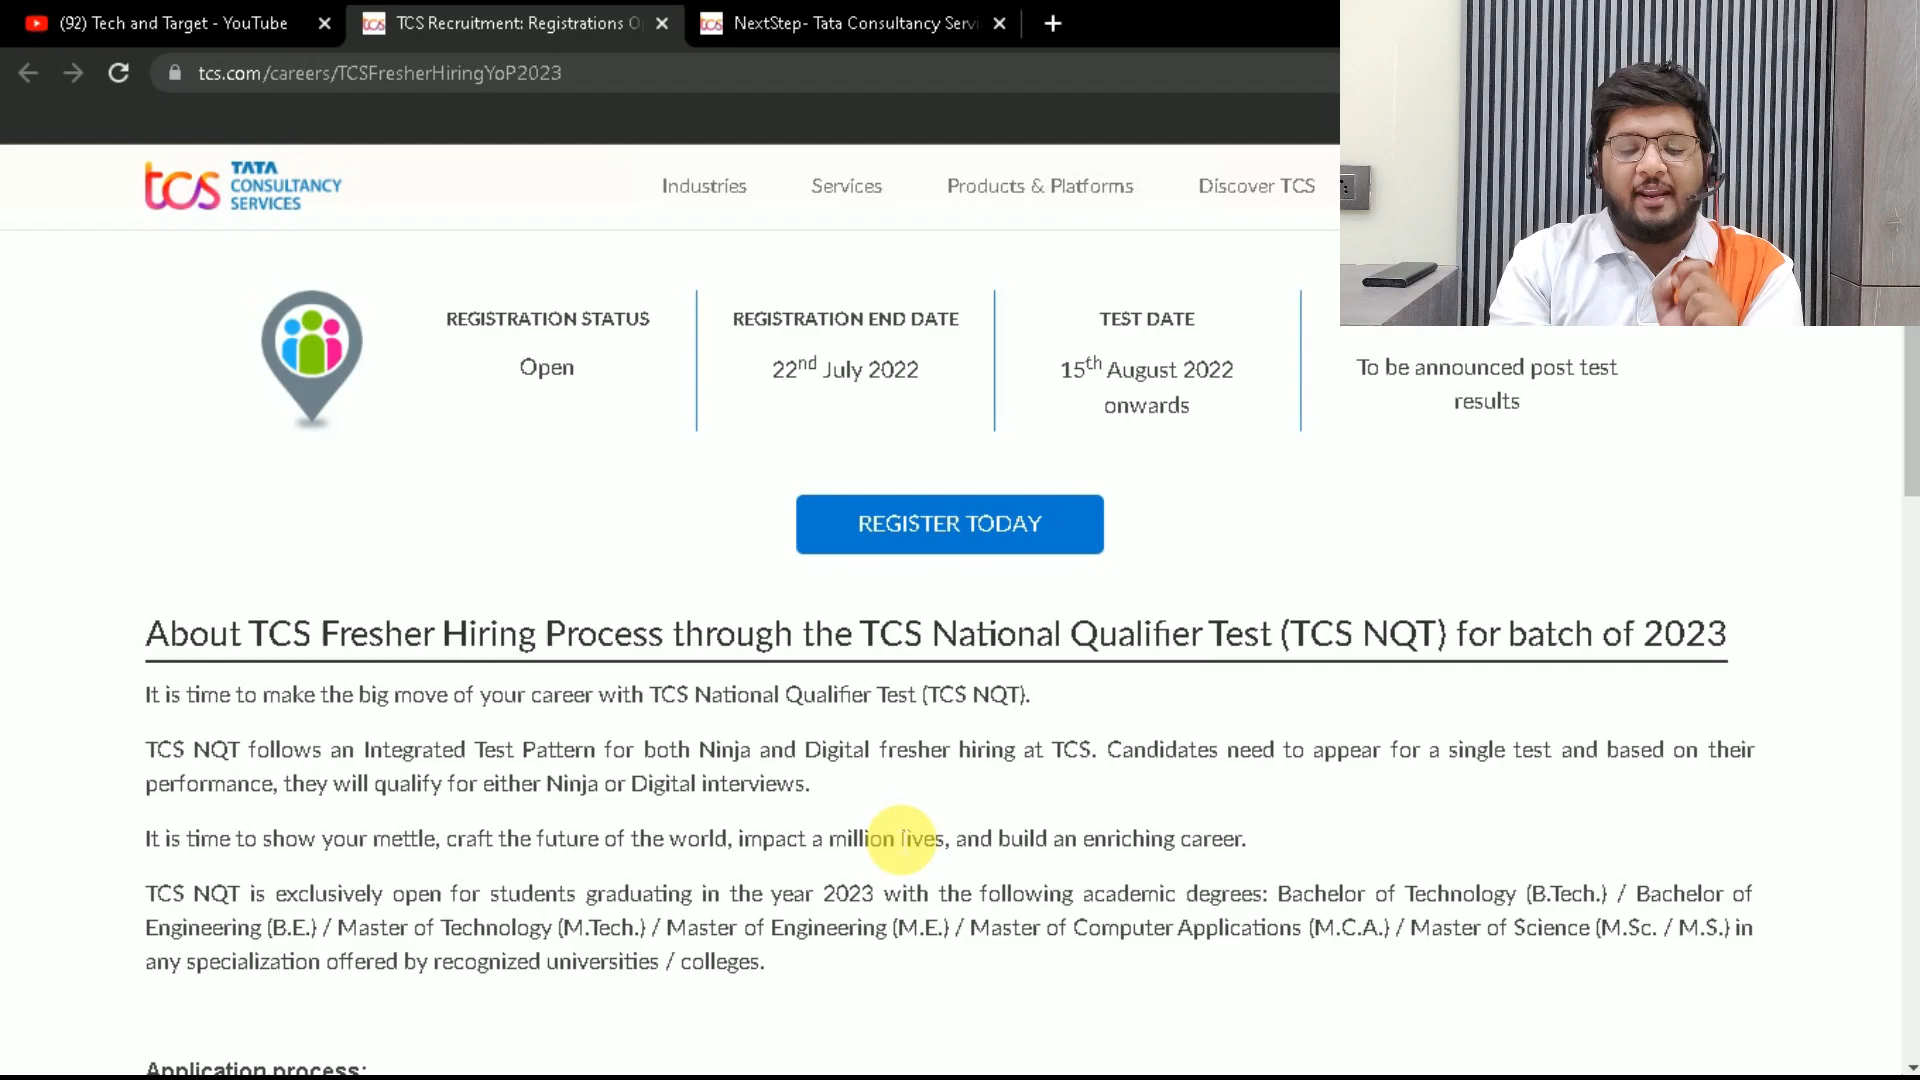 (92) Tech and Target - YouTube
TCS Recruitment: Registrations O
NextStep- Tata Consultancy Servi
tcs.com/careers/TCSFresherHiringYoP2023
tcs TATA
CONSULTANCY
SERVICES
Industries
Services
Products & Platforms
Discover TCS
REGISTRATION STATUS
Open
REGISTRATION END DATE
22nd July 2022
TEST DATE
15th August 2022
onwards
To be announced post test
results
REGISTER TODAY
About TCS Fresher Hiring Process through the TCS National Qualifier Test (TCS NQT) for batch of 2023
It is time to make the big move of your career with TCS National Qualifier Test (TCS NQT).
TCS NQT follows an Integrated Test Pattern for both Ninja and Digital fresher hiring at TCS. Candidates need to appear for a single test and based on their
performance, they will qualify for either Ninja or Digital interviews.
It is time to show your mettle, craft the future of the world, impact a million lives, and build an enriching career.
TCS NQT is exclusively open for students graduating in the year 2023 with the following academic degrees: Bachelor of Technology (B.Tech.) / Bachelor of
Engineering (B.E.) / Master of Technology (M.Tech.) / Master of Engineering (M.E.) / Master of Computer Applications (M.C.A.) / Master of Science (M.Sc. / M.S.) in
any specialization offered by recognized universities / colleges.
Application process: